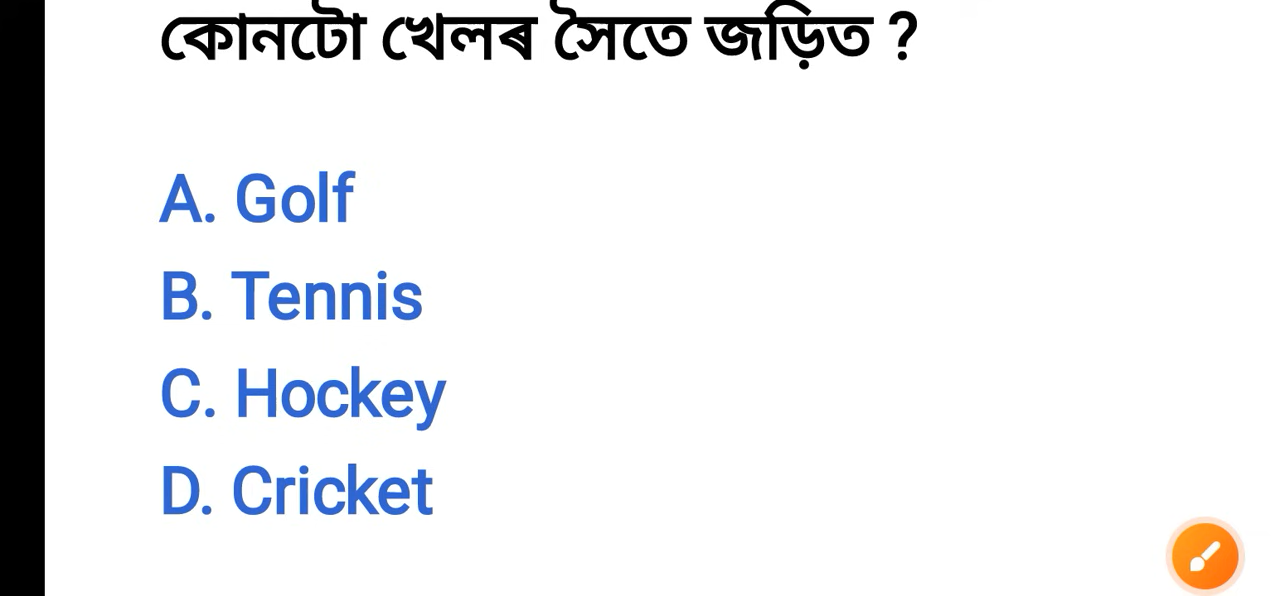 কোনটো খেলৰ সৈতে জড়িত ?
A. Golf
B. Tennis
C. Hockey
D. Cricket